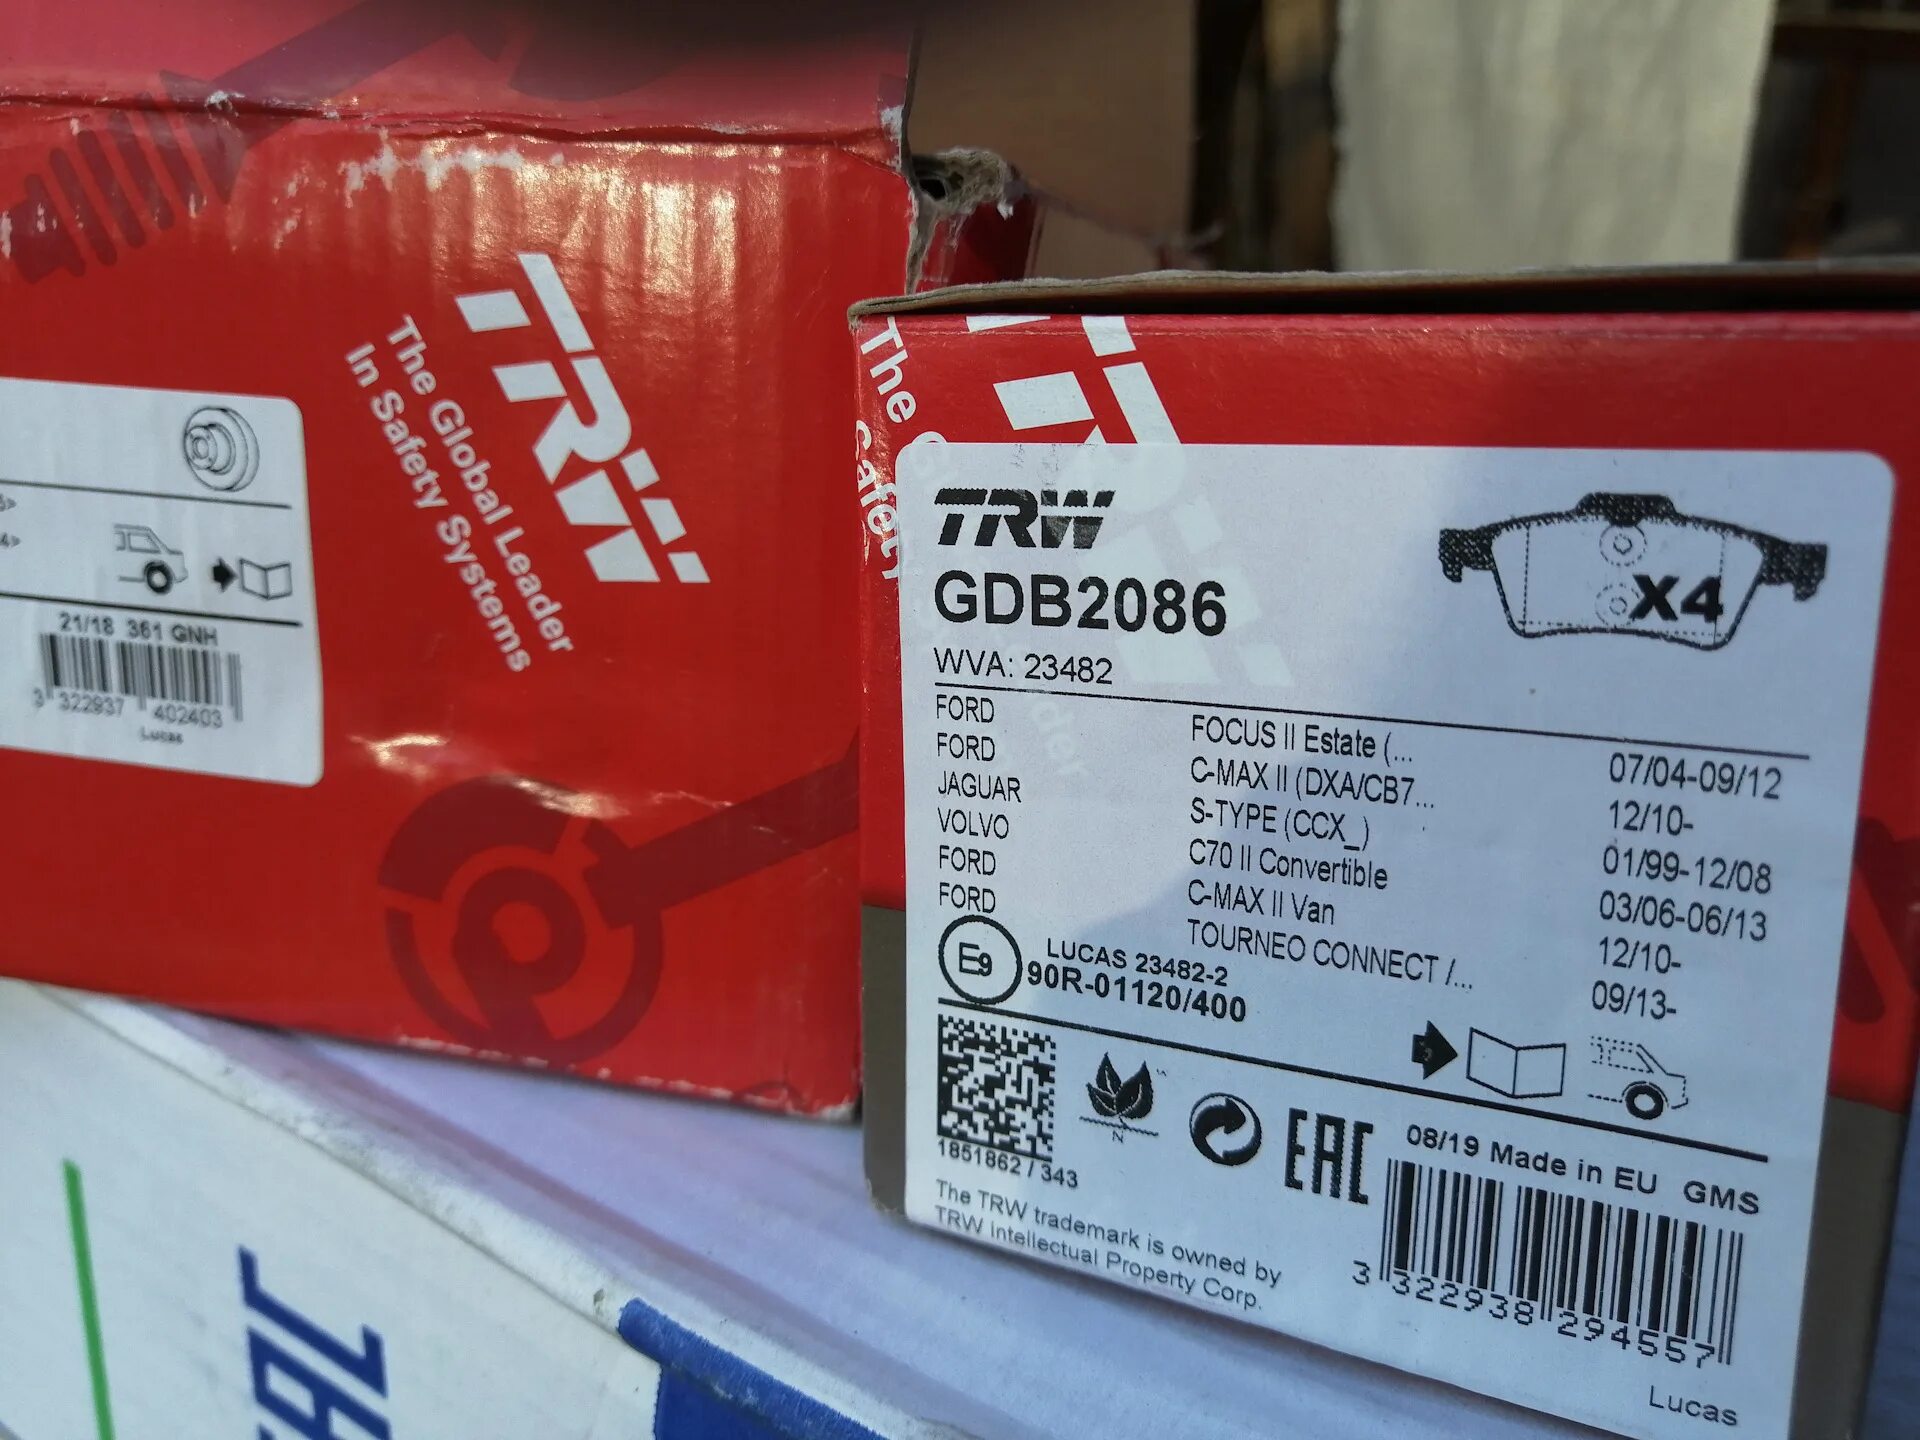 TRW
The Global Leader
In Safety Systems
21/18 361 GNH
3 322937 402403
Lucas
The
Safety
TRW
GDB2086
X4
WVA: 23482
FORD FOCUS II Estate (... 07/04-09/12
FORD C-MAX II (DXA/CB7... 12/10-
JAGUAR S-TYPE (CCX_) 01/99-12/08
VOLVO C70 II Convertible 03/06-06/13
FORD C-MAX II Van 12/10-
FORD TOURNEO CONNECT /... 09/13-
E9 LUCAS 23482-2
90R-01120/400
N
1851862 / 343
EAC
08/19 Made in EU GMS
The TRW trademark is owned by
TRW Intellectual Property Corp.
3 322938 294557
Lucas